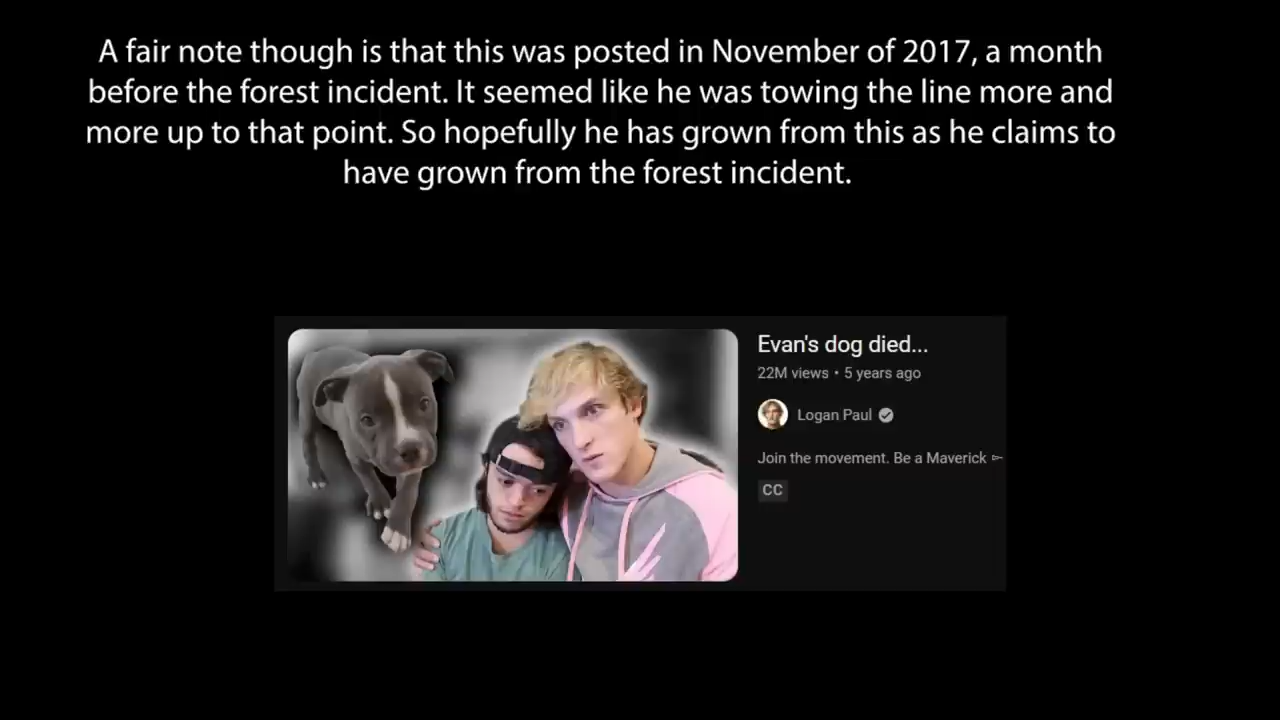 A fair note though is that this was posted in November of 2017, a month
before the forest incident. It seemed like he was towing the line more and
more up to that point. So hopefully he has grown from this as he claims to
have grown from the forest incident.
Evan's dog died...
22M views • 5 years ago
Logan Paul
Join the movement. Be a Maverick ►
CC